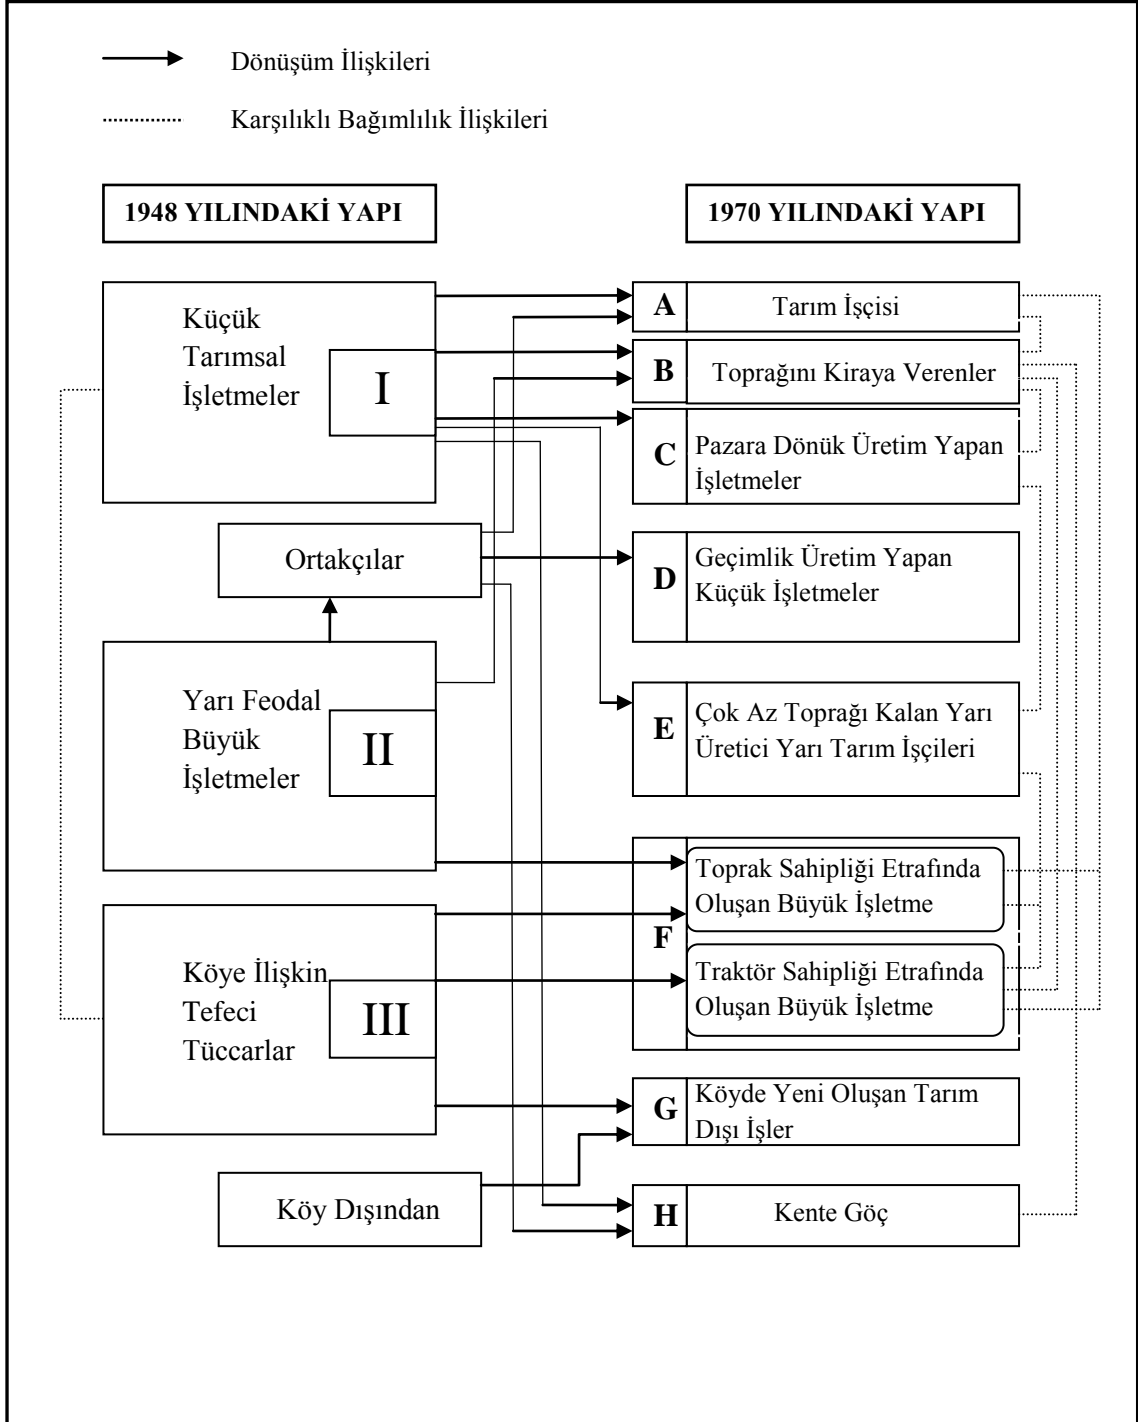 Dönüşüm İlişkileri
Karşılıklı Bağımlılık İlişkileri
1948 YILINDAKİ YAPI
1970 YILINDAKİ YAPI
Küçük
Tarımsal
İşletmeler
I
Ortakçılar
Yarı Feodal
Büyük
İşletmeler
II
Köye İlişkin
Tefeci
Tüccarlar
III
Köy Dışından
A
Tarım İşçisi
B
Toprağını Kiraya Verenler
C
Pazara Dönük Üretim Yapan
İşletmeler
D
Geçimlik Üretim Yapan
Küçük İşletmeler
E
Çok Az Toprağı Kalan Yarı
Üretici Yarı Tarım İşçileri
F
Toprak Sahipliği Etrafında
Oluşan Büyük İşletme
Traktör Sahipliği Etrafında
Oluşan Büyük İşletme
G
Köyde Yeni Oluşan Tarım
Dışı İşler
H
Kente Göç